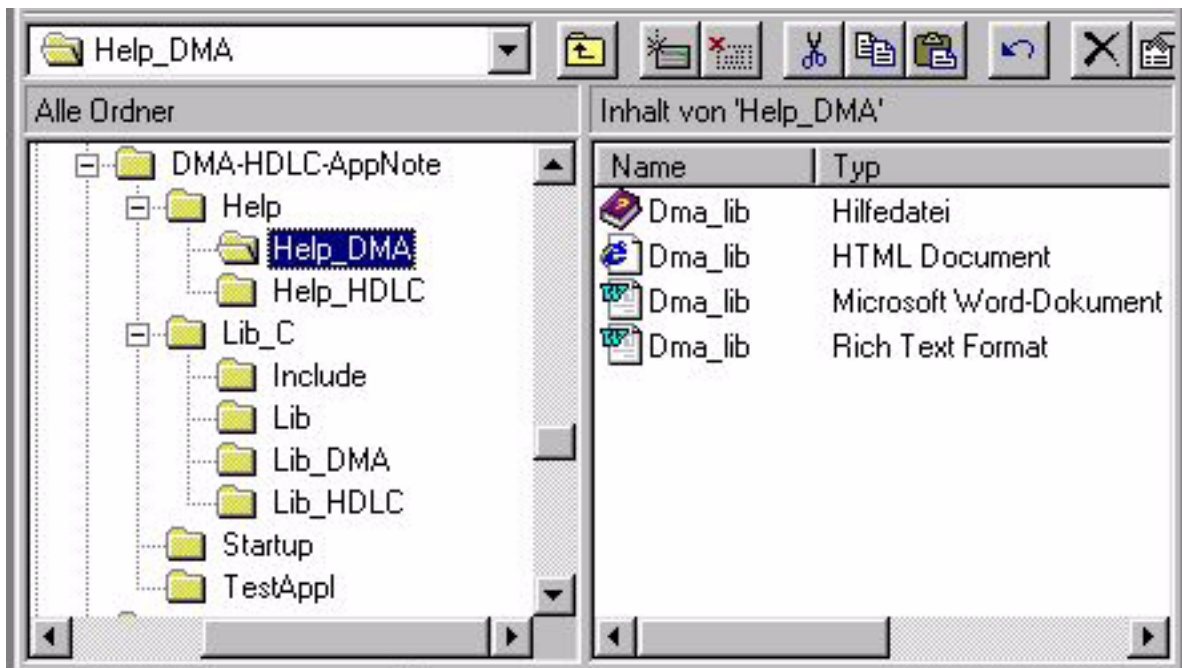 Help_DMA
Alle Ordner
DMA-HDLC-AppNote
Help
Help_DMA
Help_HDLC
Lib_C
Include
Lib
Lib_DMA
Lib_HDLC
Startup
TestAppl
Inhalt von 'Help_DMA'
Name Typ
Dma_lib Hilfedatei
Dma_lib HTML Document
Dma_lib Microsoft Word-Dokument
Dma_lib Rich Text Format